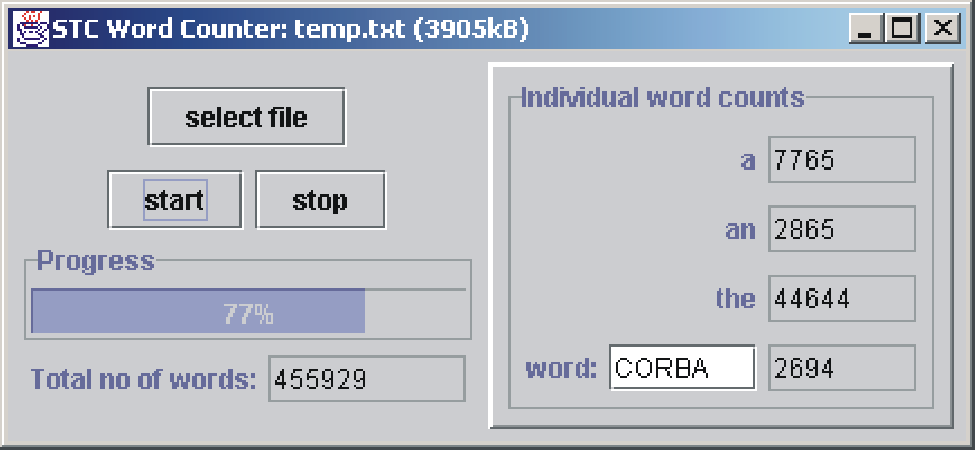 STC Word Counter: temp.txt (3905kB)
select file
start stop
Progress
77%
Total no of words: 455929
Individual word counts
a 7765
an 2865
the 44644
word: CORBA 2694